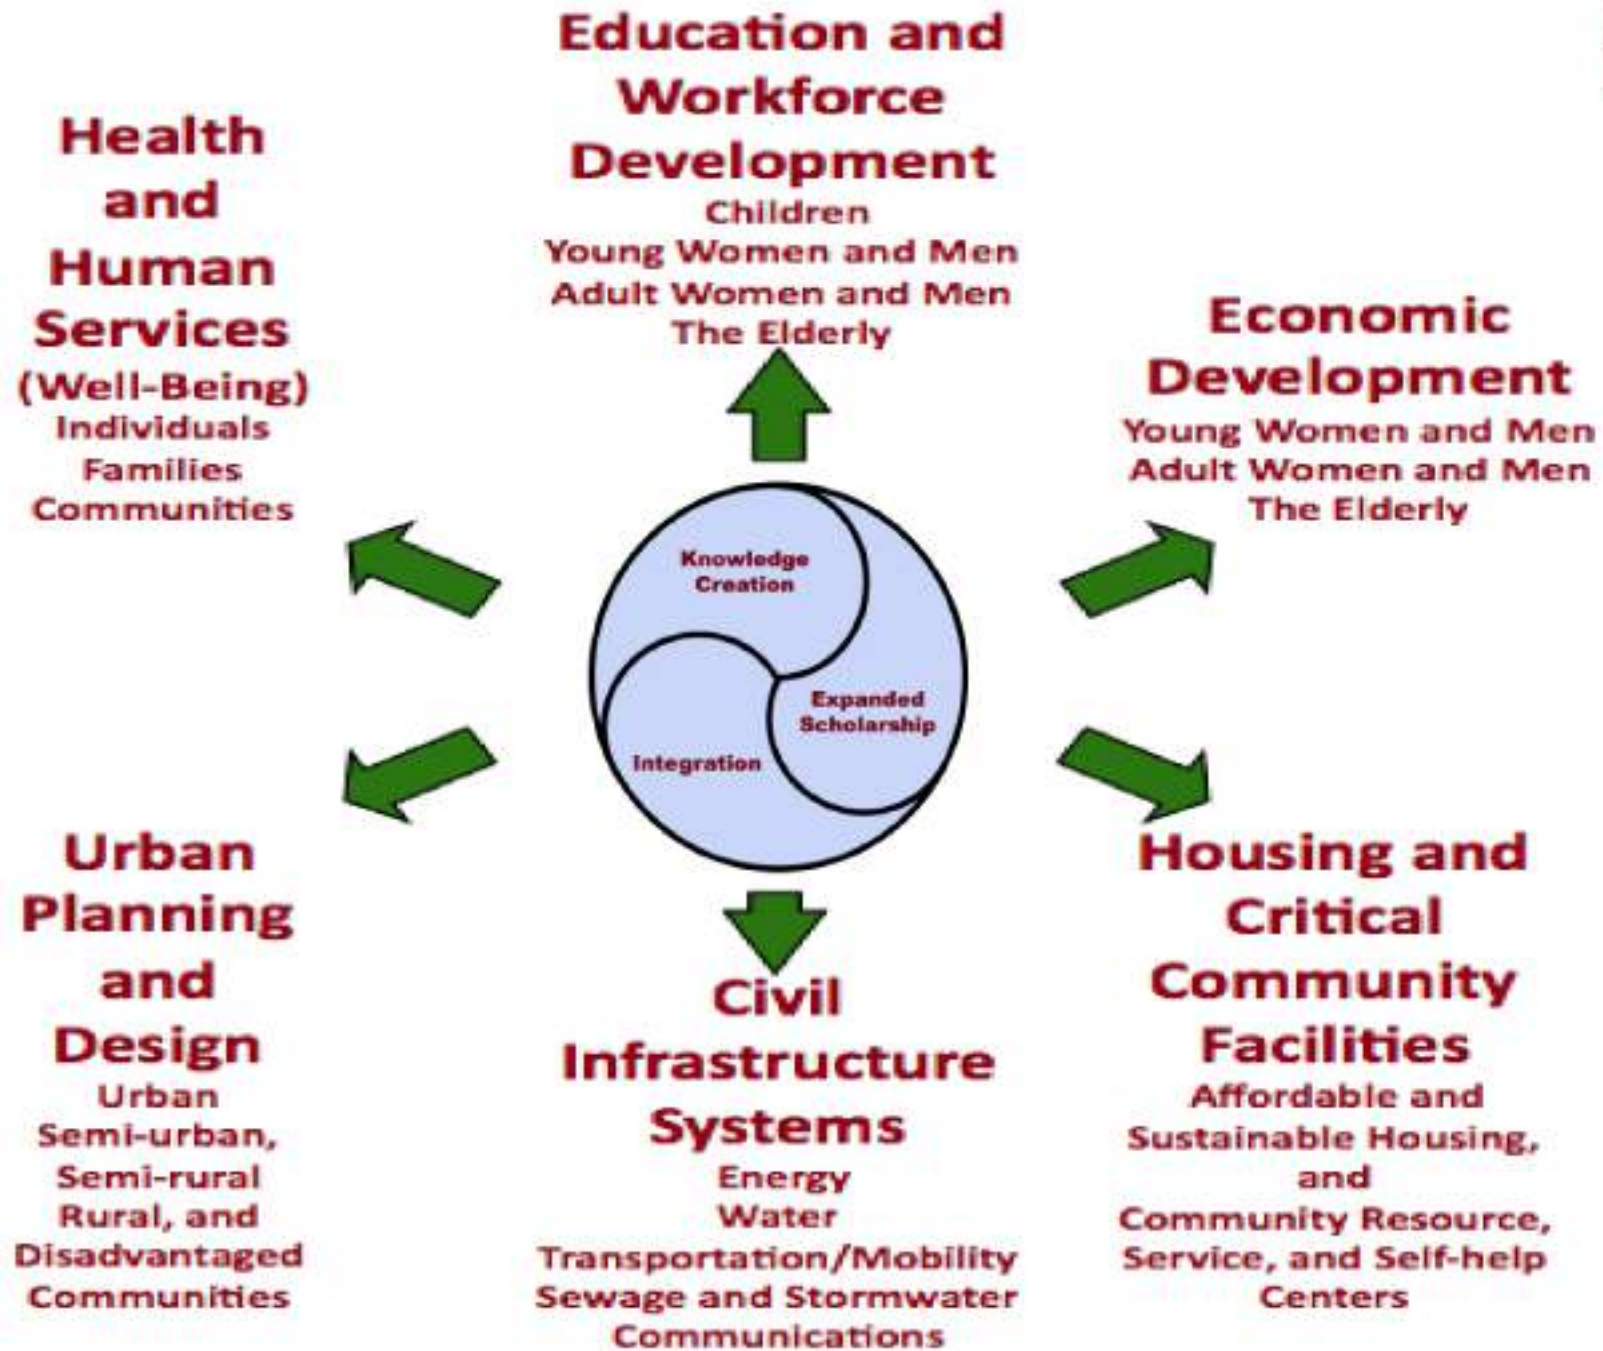 Education and
Workforce
Development
Children
Young Women and Men
Adult Women and Men
The Elderly
Health
and
Human
Services
(Well-Being)
Individuals
Families
Communities
Economic
Development
Young Women and Men
Adult Women and Men
The Elderly
Knowledge
Creation
Expanded
Scholarship
Integration
Urban
Planning
and
Design
Urban
Semi-urban,
Semi-rural
Rural, and
Disadvantaged
Communities
Civil
Infrastructure
Systems
Energy
Water
Transportation/Mobility
Sewage and Stormwater
Communications
Housing and
Critical
Community
Facilities
Affordable and
Sustainable Housing,
and
Community Resource,
Service, and Self-help
Centers